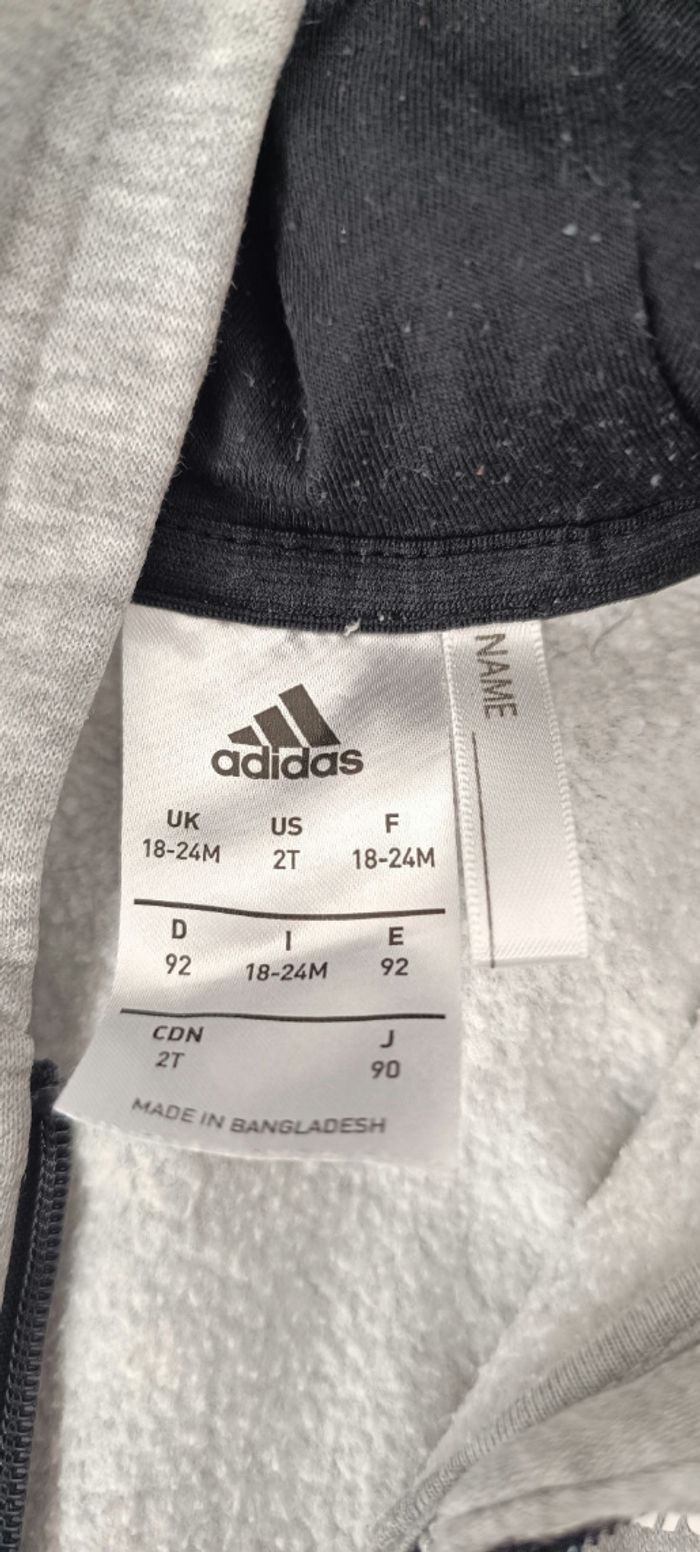 adidas
UK US F
18-24M 2T 18-24M
D I E
92 18-24M 92
CDN J
2T 90
MADE IN BANGLADESH
NAME